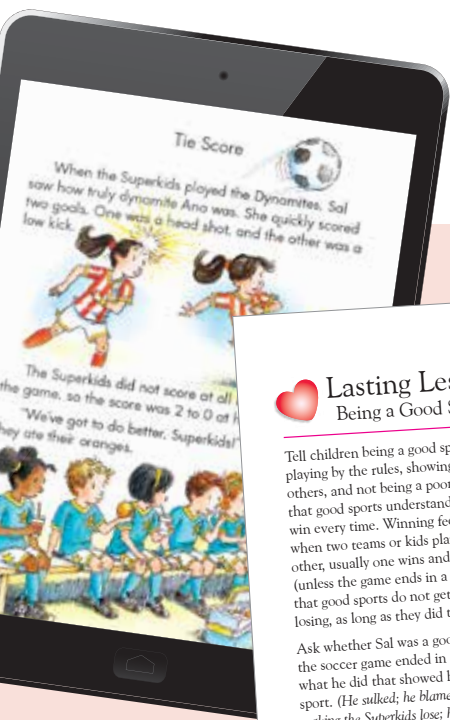 Tie Score
When the Superkids played the Dynamites, Sal
saw how truly dynamite Ana was. She quickly scored
two goals. One was a head shot, and the other was a
low kick.
The Superkids did not score at all
the game, so the score was 2 to 0 at
"We've got to do better, Superkids!"
they ate their oranges.
Lasting Les
Being a Good S
Tell children being a good sp
playing by the rules, showing
others, and not being a poor
that good sports understand
win every time. Winning fee
when two teams or kids pla
other, usually one wins and
(unless the game ends in a
that good sports do not get
losing, as long as they did t
Ask whether Sal was a goo
the soccer game ended in
what he did that showed h
sport. (He sulked; he blame
the Superkids lose; h